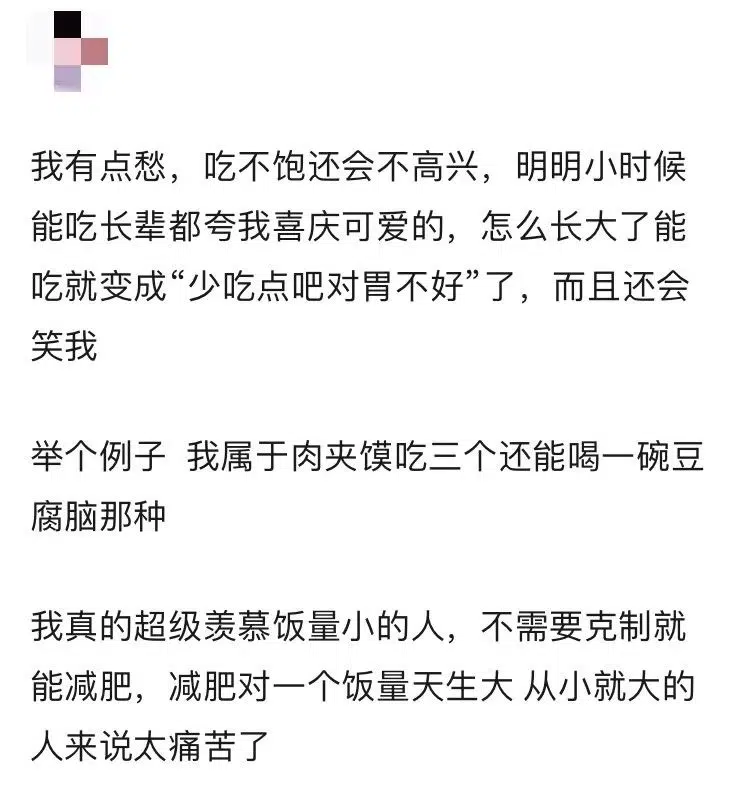 我有点愁，吃不饱还会不高兴，明明小时候
能吃长辈都夸我喜庆可爱的，怎么长大了能
吃就变成“少吃点吧对胃不好”了，而且还会
笑我
举个例子 我属于肉夹馍吃三个还能喝一碗豆
腐脑那种
我真的超级羡慕饭量小的人，不需要克制就
能减肥，减肥对一个饭量天生大 从小就大的
人来说太痛苦了